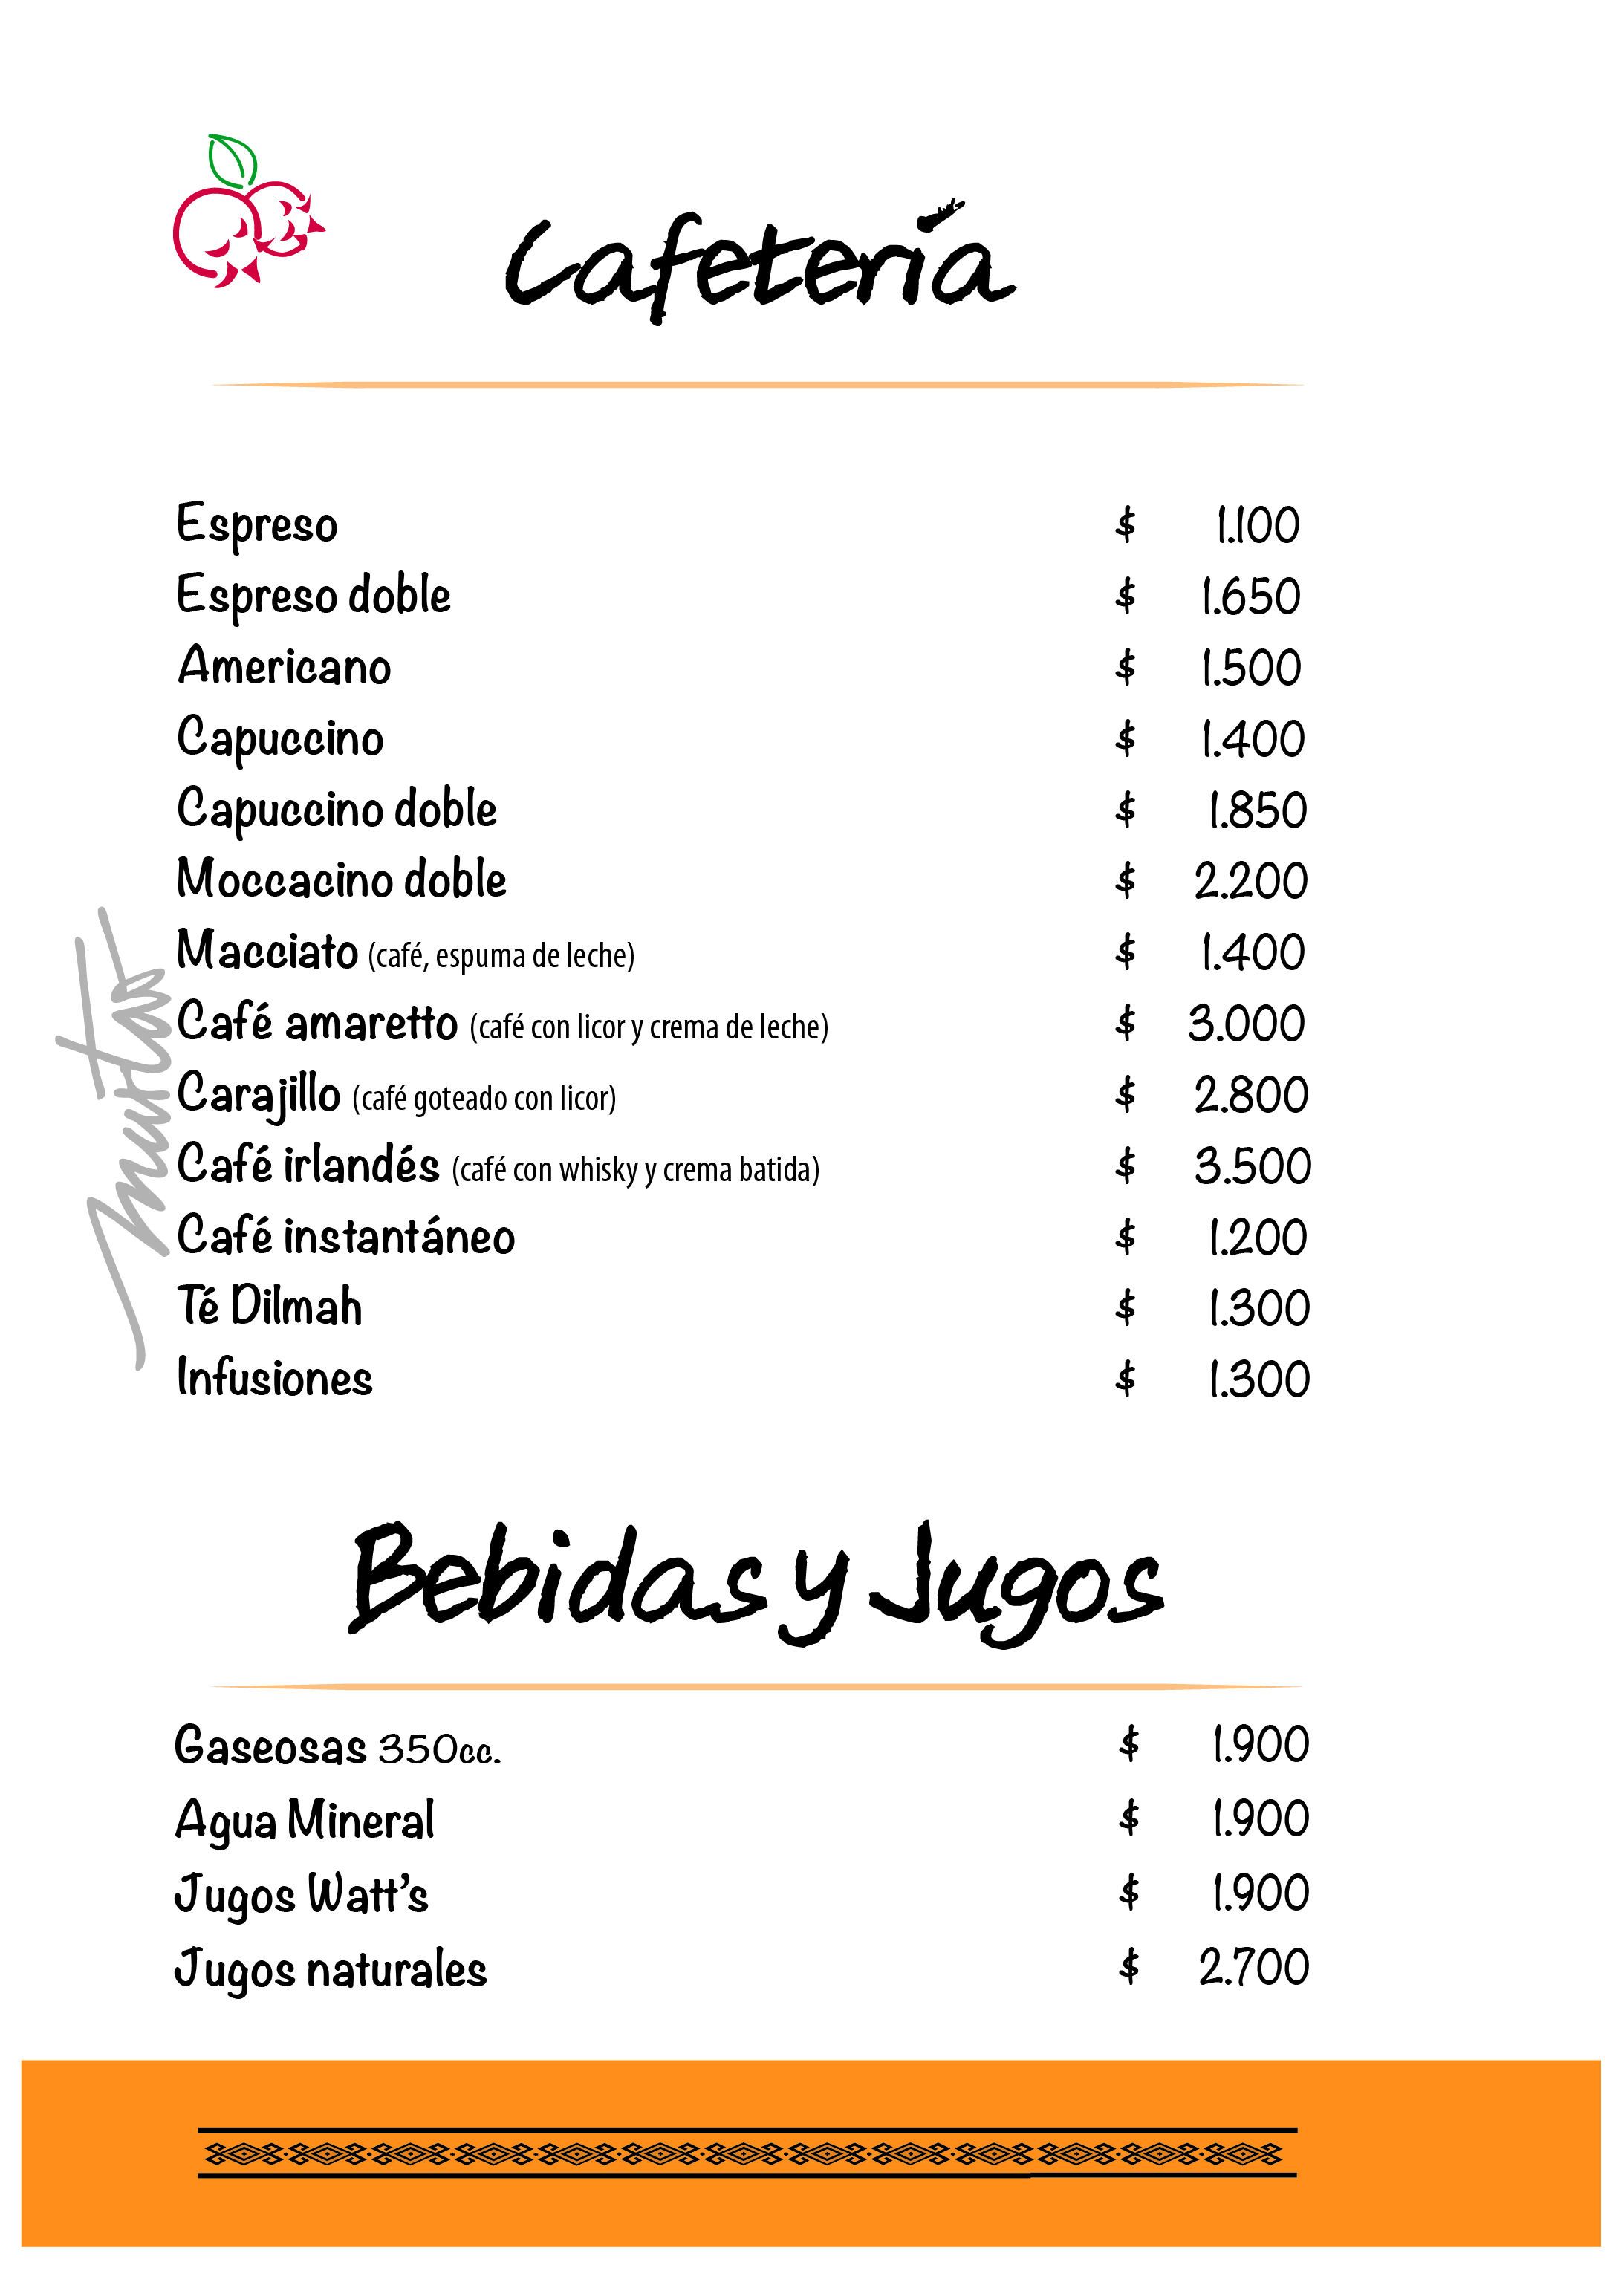 Cafetería
Espreso $ 1.100
Espreso doble $ 1.650
Americano $ 1.500
Capuccino $ 1.400
Capuccino doble $ 1.850
Moccacino doble $ 2.200
Macciato (café, espuma de leche) $ 1.400
Café amaretto (café con licor y crema de leche) $ 3.000
Carajillo (café goteado con licor) $ 2.800
Café irlandés (café con whisky y crema batida) $ 3.500
Café instantáneo $ 1.200
Té Dilmah $ 1.300
Infusiones $ 1.300
murtas
Bebidas y Jugos
Gaseosas 350cc. $ 1.900
Agua Mineral $ 1.900
Jugos Watt's $ 1.900
Jugos naturales $ 2.700